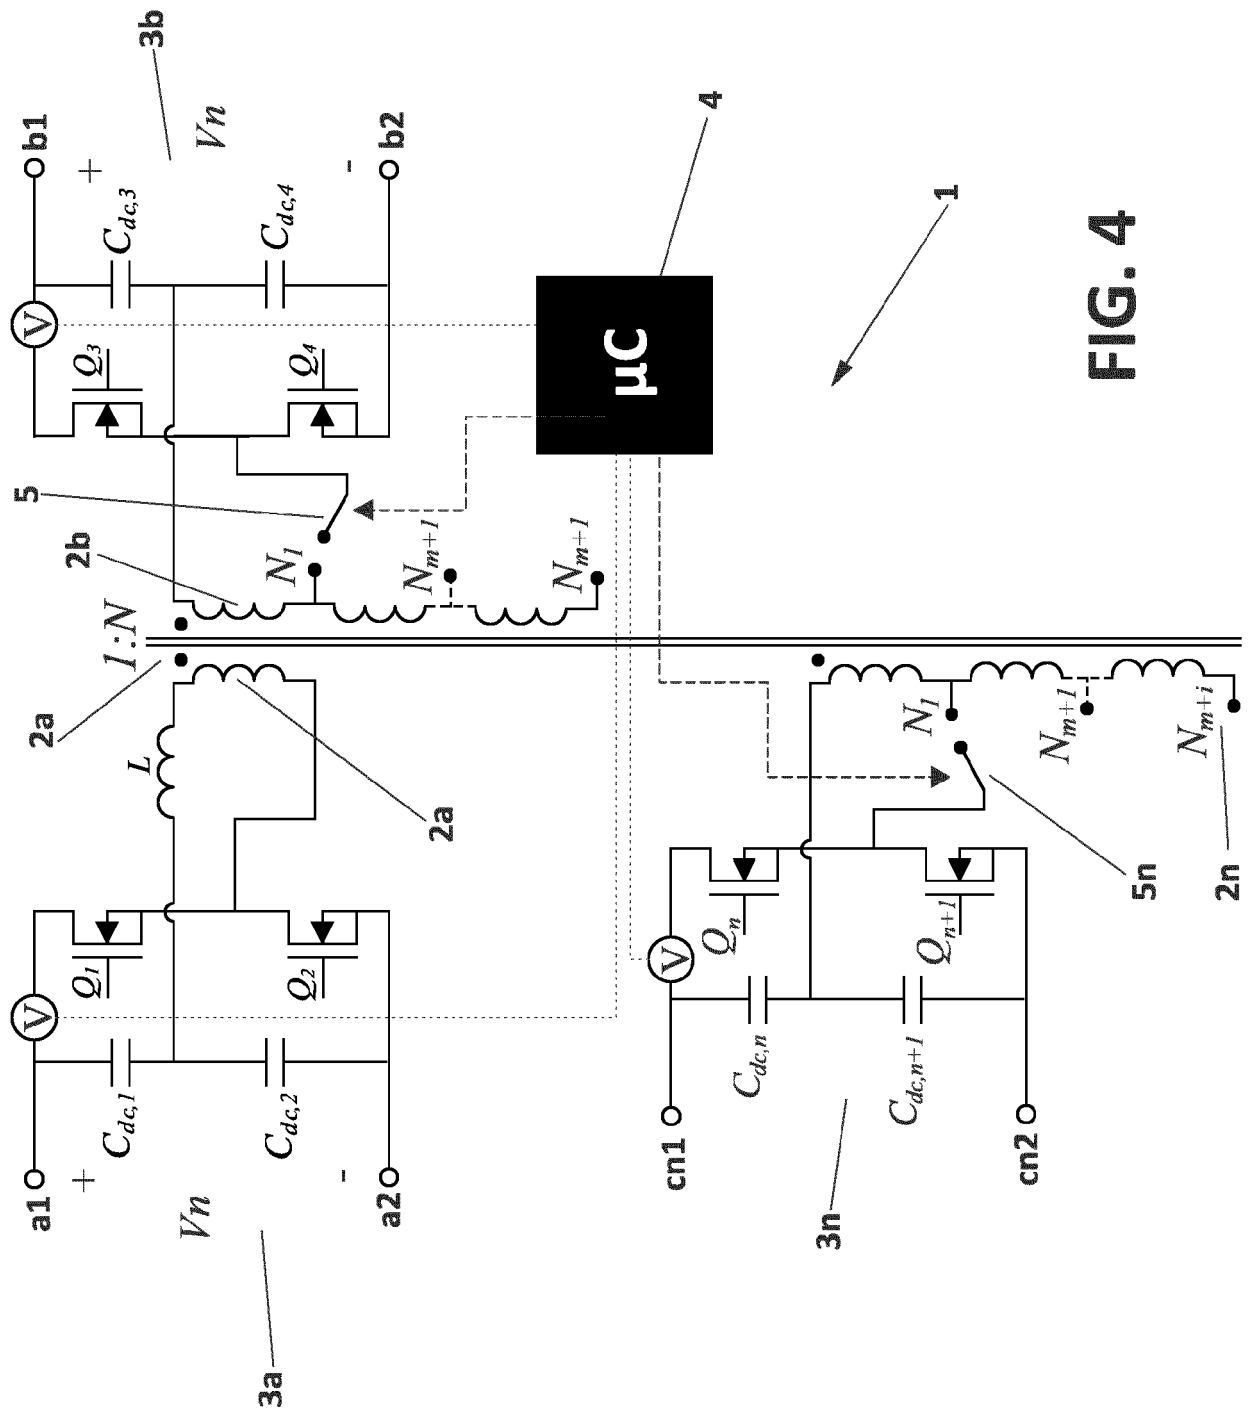 3b
b1
+
Vn
-
b2
C_dc,3
C_dc,4
V
Q_3
Q_4
5
2b
N_1
N_m+1
N_m+1
1:N
2a
L
2a
Q_1
Q_2
V
C_dc,1
C_dc,2
a1
+
Vn
-
a2
3a
4
µC
1
N_1
N_m+1
N_m+i
5n
2n
Q_n
Q_n+1
V
C_dc,n
C_dc,n+1
cn1
cn2
3n
FIG. 4